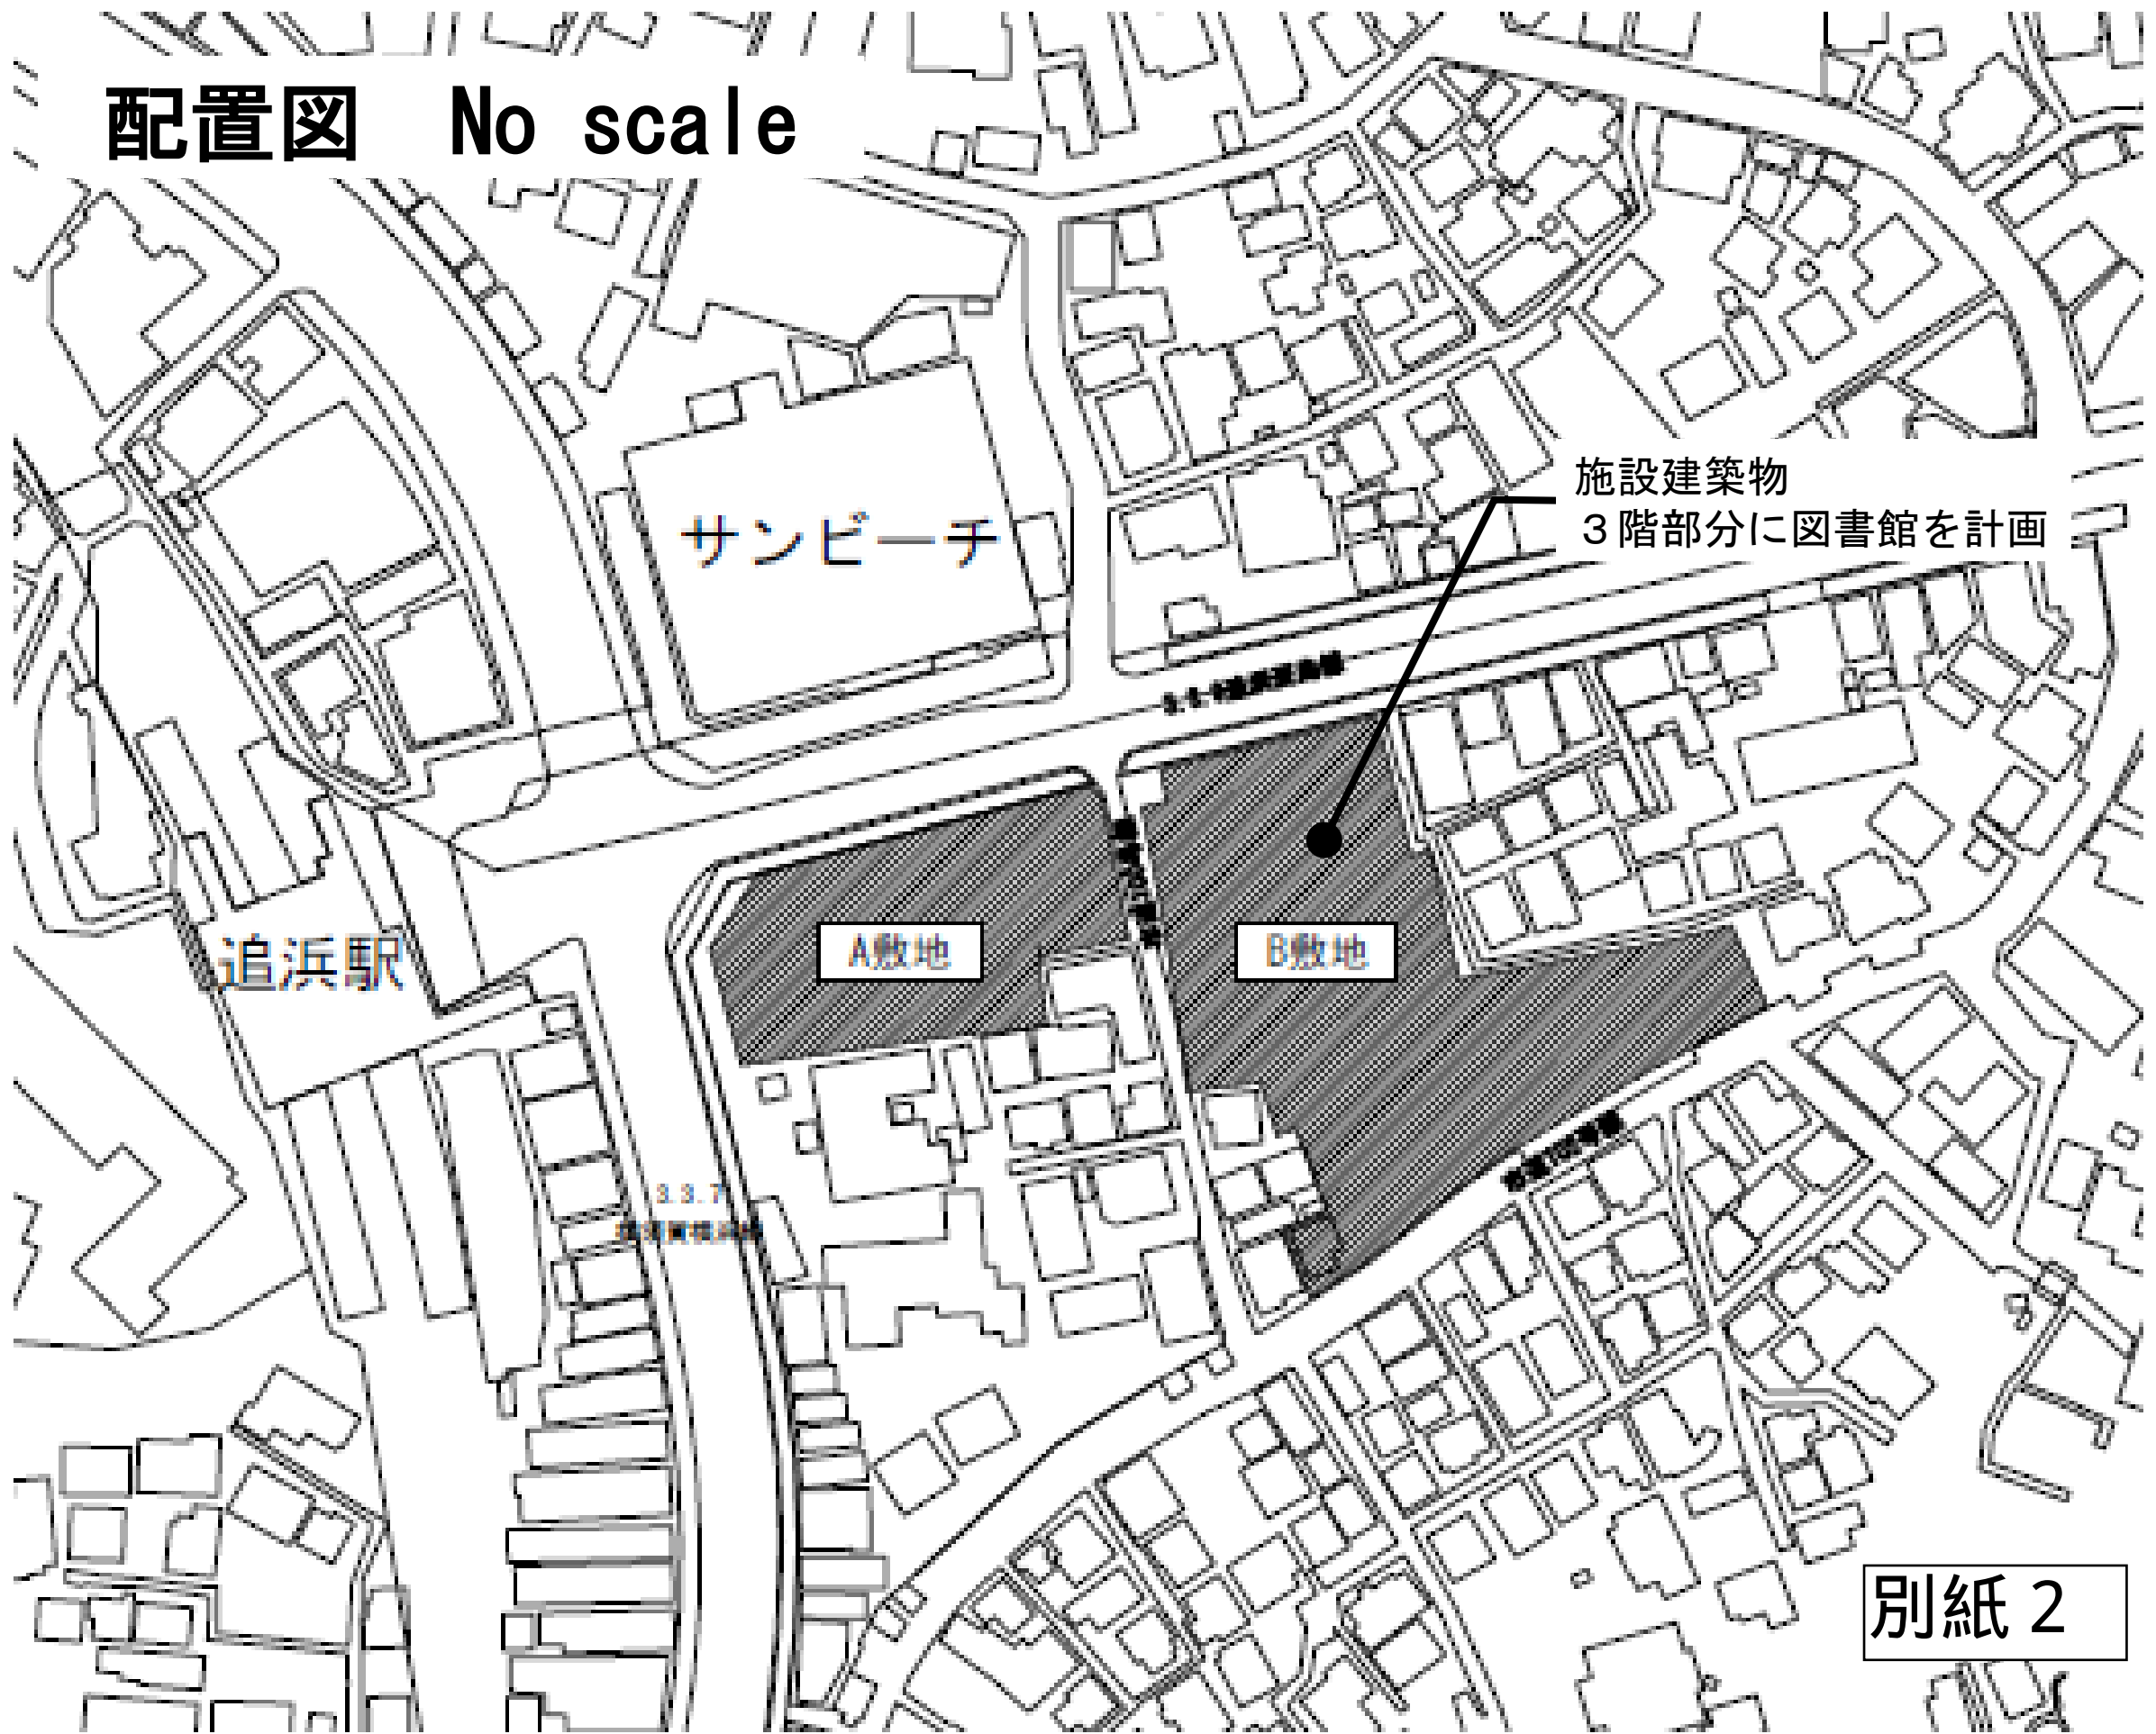 配置図　No scale
施設建築物
３階部分に図書館を計画
サンビーチ
A敷地
B敷地
追浜駅
3.3.7
別紙２